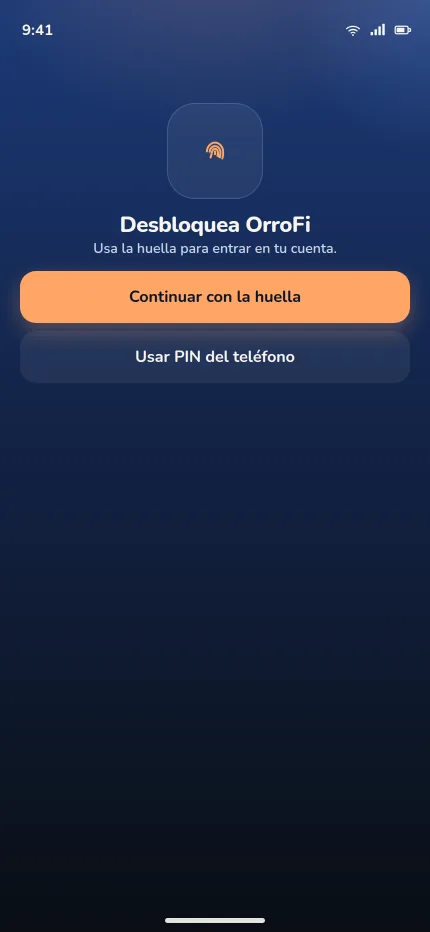 9:41
Desbloquea OrroFi
Usa la huella para entrar en tu cuenta.
Continuar con la huella
Usar PIN del teléfono